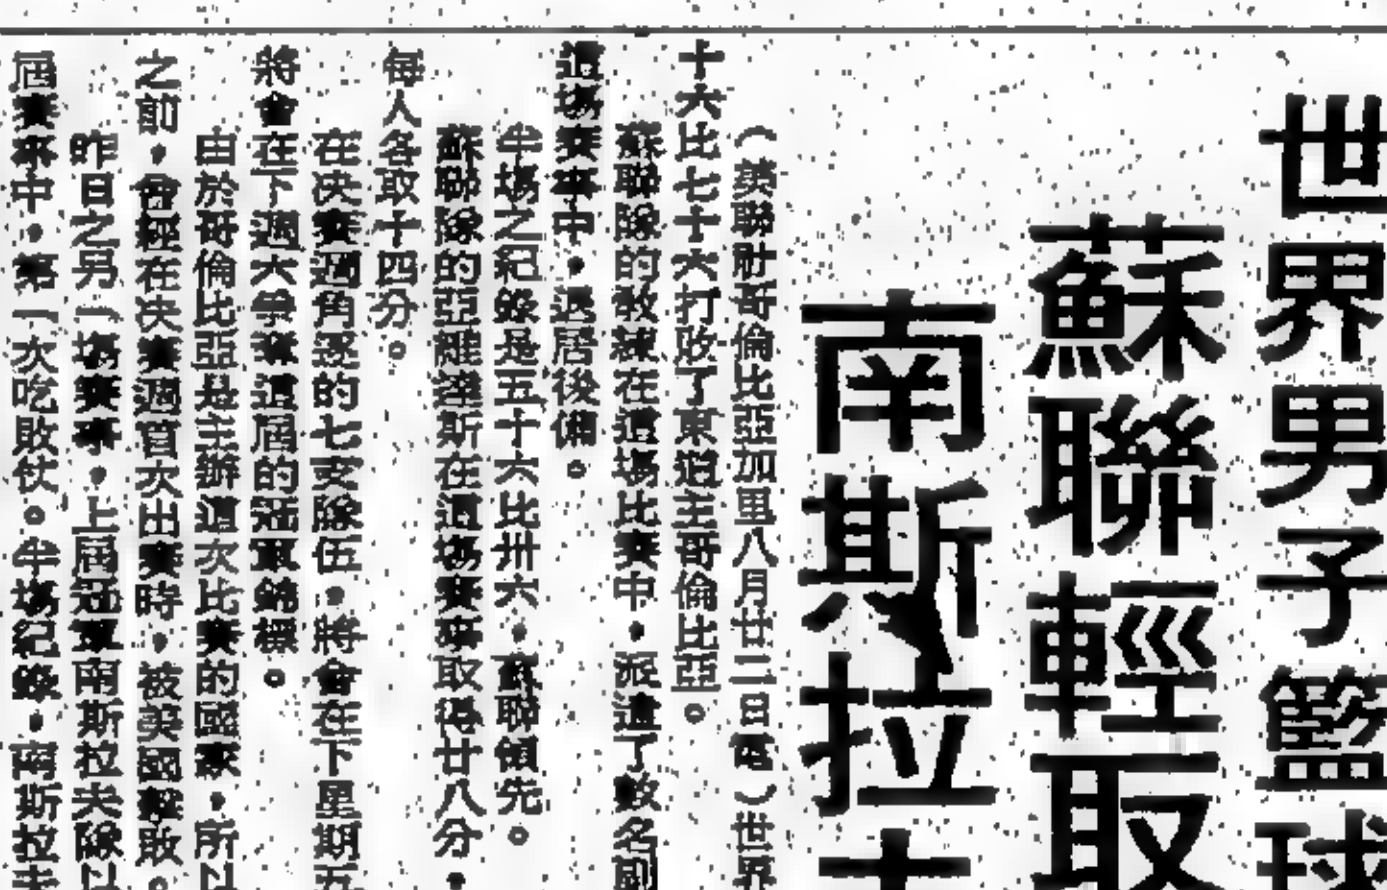 世界男子籃球
蘇聯輕取
南斯拉夫
(美聯社哥倫比亞加里八月廿二日電)世界
十六比七十六打敗了東道主哥倫比亞。
蘇聯隊的教練在這場比賽中,派遣了數名副
這場賽事中,退居後備。
半場之紀錄是五十六比卅六,蘇聯領先。
蘇聯隊的亞雖達斯在這場賽事取得廿八分,
每人各取十四分。
在決賽週角逐的七支隊伍,將會在下星期五
將會在下週六爭奪這屆的冠軍錦標。
由於哥倫比亞是主辦這次比賽的國家,所以
之前,曾經在決賽週首次出賽時,被美國擊敗。
昨日之另一場賽事,上屆冠軍南斯拉夫隊以
屆賽事中,第一次吃敗仗。半場紀錄,南斯拉夫